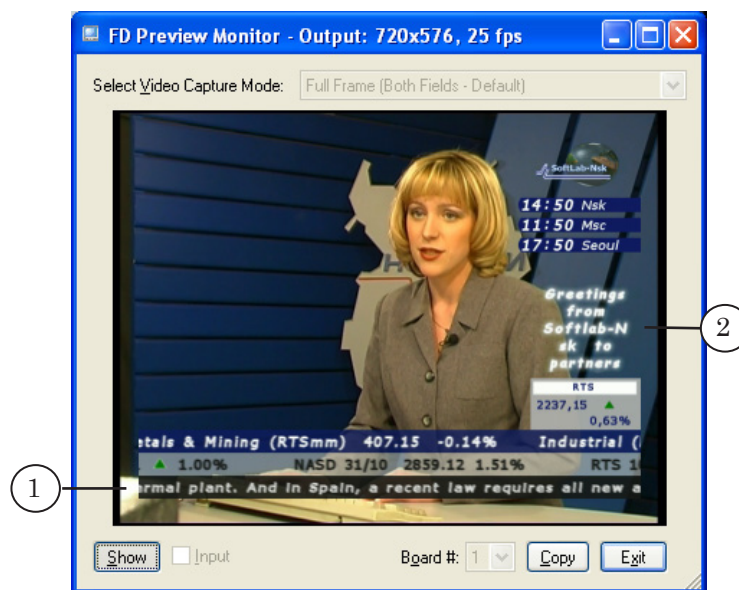 FD Preview Monitor - Output: 720x576, 25 fps
Select Video Capture Mode: Full Frame (Both Fields - Default)
SoftLab-Nsk
14:50 Nsk
11:50 Msc
17:50 Seoul
Greetings
from
Softlab-N
sk to
partners
2
RTS
2237,15 ▲
0,63%
etals & Mining (RTSmm) 407.15 -0.14% Industrial (
▲ 1.00% NASD 31/10 2859.12 1.51% RTS
1
ermal plant. And in Spain, a recent law requires all new a
Show Input Board #: 1 Copy Exit